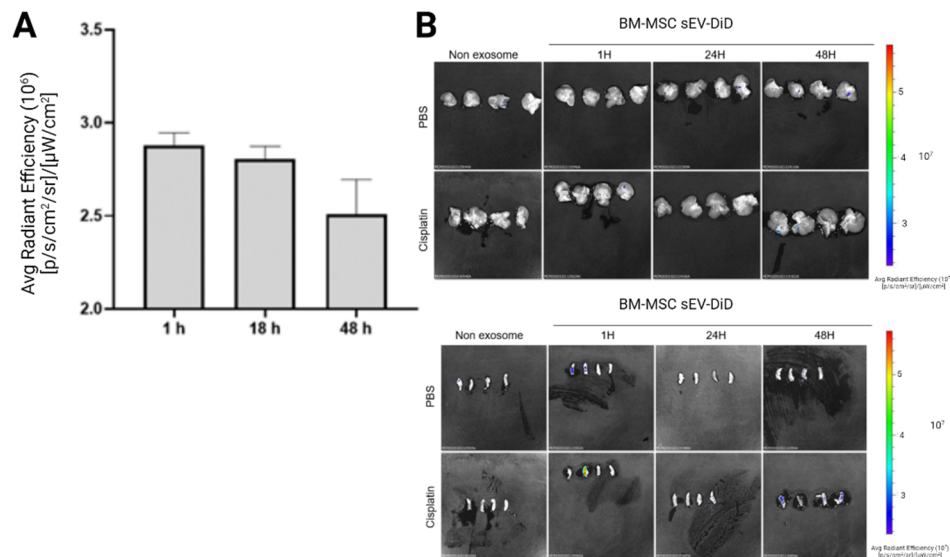 A
Avg Radiant Efficiency (10⁶)
[p/s/cm²/sr]/[µW/cm²]
3.5
3.0
2.5
2.0
1 h
18 h
48 h
B
BM-MSC sEV-DiD
Non exosome
1H
24H
48H
PBS
Cisplatin
5
4
3
10⁷
Avg Radiant Efficiency (10⁷
[p/s/cm²/sr]/[µW/cm²]
BM-MSC sEV-DiD
Non exosome
1H
24H
48H
PBS
Cisplatin
5
4
3
10⁷
Avg Radiant Efficiency (10⁷)
[p/s/cm²/sr]/[µW/cm²]